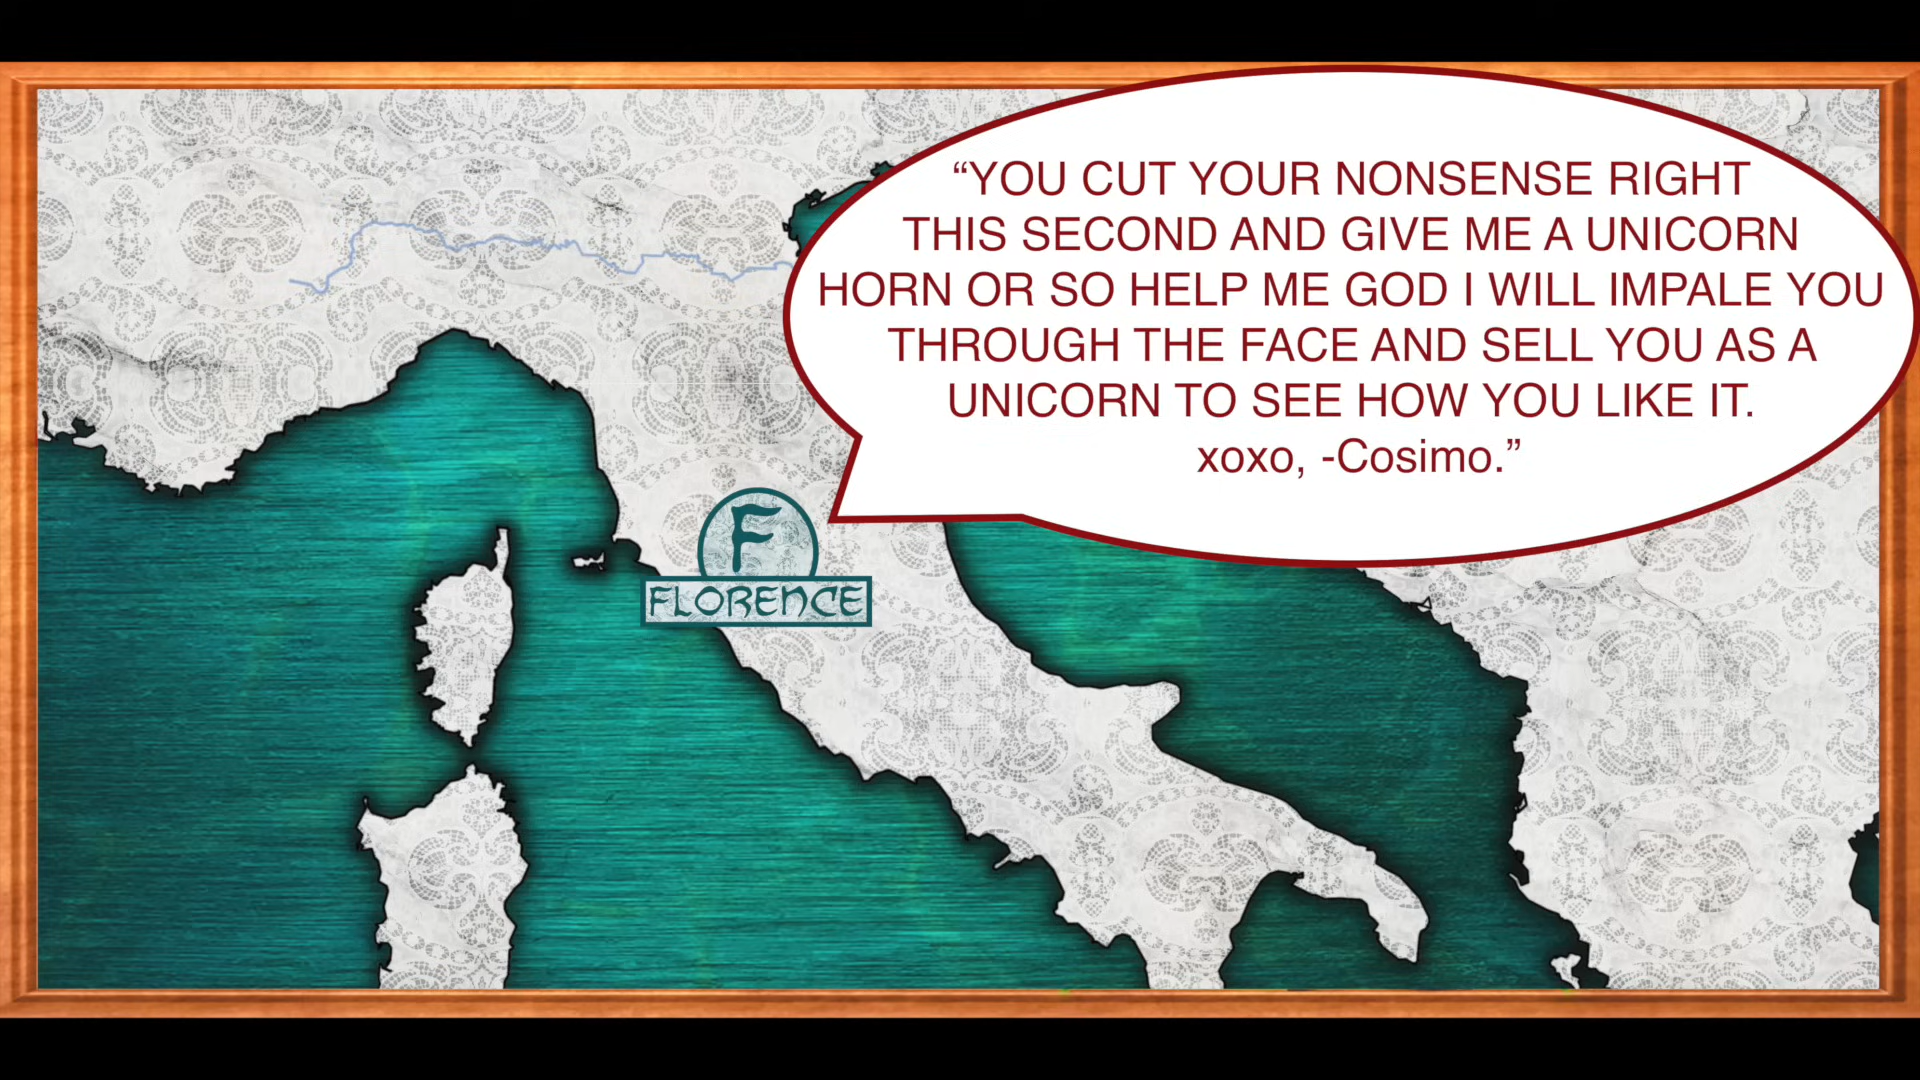 “YOU CUT YOUR NONSENSE RIGHT
THIS SECOND AND GIVE ME A UNICORN
HORN OR SO HELP ME GOD I WILL IMPALE YOU
THROUGH THE FACE AND SELL YOU AS A
UNICORN TO SEE HOW YOU LIKE IT.
xoxo, -Cosimo.”
F
FLORENCE